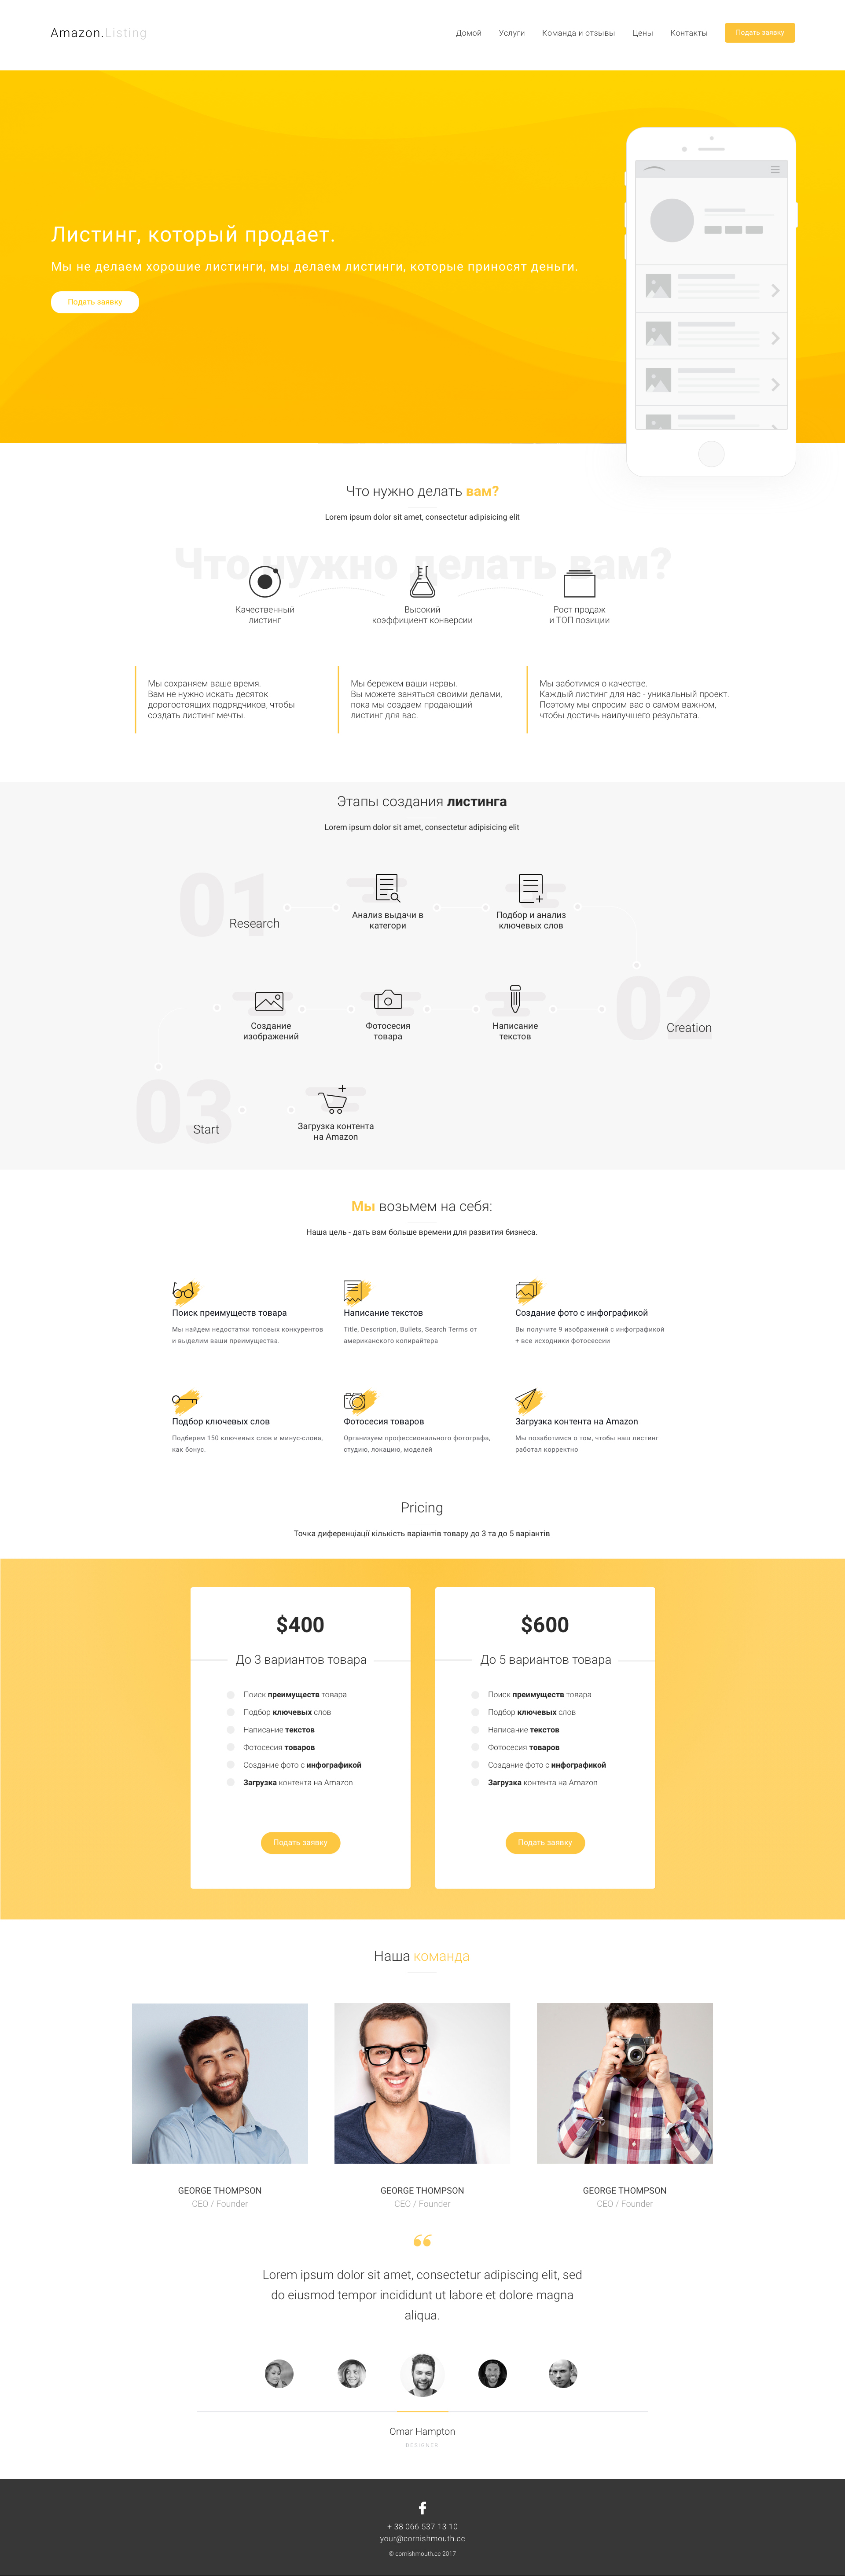 Amazon.Listing
Домой Услуги Команда и отзывы Цены Контакты Подать заявку
Листинг, который продает.
Мы не делаем хорошие листинги, мы делаем листинги, которые приносят деньги.
Подать заявку
Что нужно делать вам?
Lorem ipsum dolor sit amet, consectetur adipisicing elit
Что нужно делать вам?
Качественный
листинг
Высокий
коэффициент конверсии
Рост продаж
и ТОП позиции
Мы сохраняем ваше время.
Вам не нужно искать десяток
дорогостоящих подрядчиков, чтобы
создать листинг мечты.
Мы бережем ваши нервы.
Вы можете заняться своими делами,
пока мы создаем продающий
листинг для вас.
Мы заботимся о качестве.
Каждый листинг для нас - уникальный проект.
Поэтому мы спросим вас о самом важном,
чтобы достичь наилучшего результата.
Этапы создания листинга
Lorem ipsum dolor sit amet, consectetur adipisicing elit
01
Research
Анализ выдачи в
категори
Подбор и анализ
ключевых слов
02
Creation
Создание
изображений
Фотосесия
товара
Написание
текстов
03
Start
Загрузка контента
на Amazon
Мы возьмем на себя:
Наша цель - дать вам больше времени для развития бизнеса.
Поиск преимуществ товара
Мы найдем недостатки топовых конкурентов
и выделим ваши преимущества.
Написание текстов
Title, Description, Bullets, Search Terms от
американского копирайтера
Создание фото с инфографикой
Вы получите 9 изображений с инфографикой
+ все исходники фотосессии
Подбор ключевых слов
Подберем 150 ключевых слов и минус-слова,
как бонус.
Фотосесия товаров
Организуем профессионального фотографа,
студию, локацию, моделей
Загрузка контента на Amazon
Мы позаботимся о том, чтобы наш листинг
работал корректно
Pricing
Точка диференціації кількість варіантів товару до 3 та до 5 варіантів
$400
До 3 вариантов товара
Поиск преимуществ товара
Подбор ключевых слов
Написание текстов
Фотосесия товаров
Создание фото с инфографикой
Загрузка контента на Amazon
Подать заявку
$600
До 5 вариантов товара
Поиск преимуществ товара
Подбор ключевых слов
Написание текстов
Фотосесия товаров
Создание фото с инфографикой
Загрузка контента на Amazon
Подать заявку
Наша команда
GEORGE THOMPSON
CEO / Founder
GEORGE THOMPSON
CEO / Founder
GEORGE THOMPSON
CEO / Founder
Lorem ipsum dolor sit amet, consectetur adipiscing elit, sed
do eiusmod tempor incididunt ut labore et dolore magna
aliqua.
Omar Hampton
DESIGNER
+ 38 066 537 13 10
your@cornishmouth.cc
© cornishmouth.cc 2017